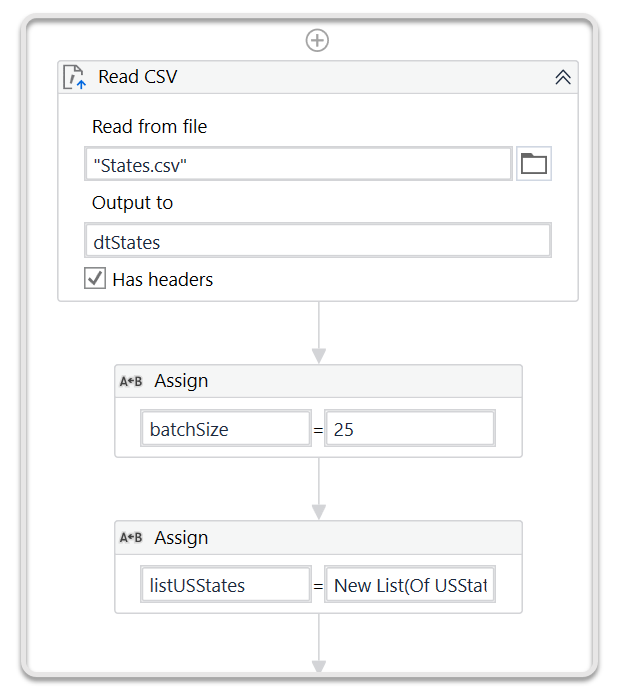 Read CSV
Read from file
"States.csv"
Output to
dtStates
Has headers
A←B Assign
batchSize = 25
A←B Assign
listUSStates = New List(Of USStat